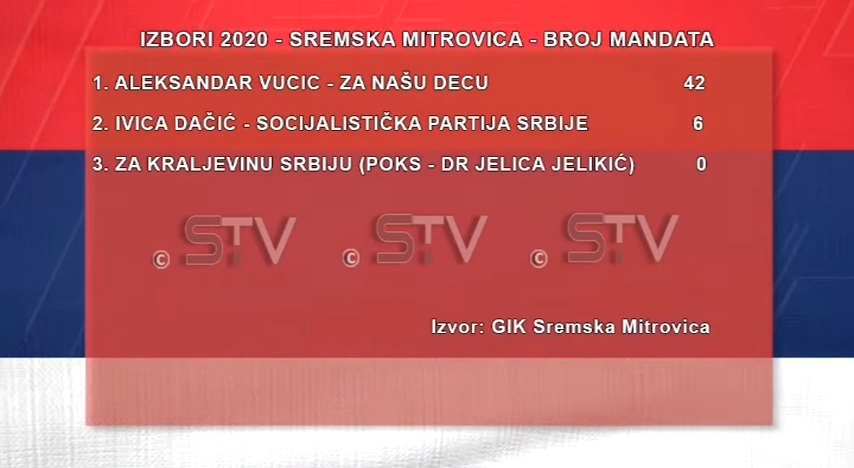 IZBORI 2020 - SREMSKA MITROVICA - BROJ MANDATA
1. ALEKSANDAR VUCIC - ZA NAŠU DECU 42
2. IVICA DAČIĆ - SOCIJALISTIČKA PARTIJA SRBIJE 6
3. ZA KRALJEVINU SRBIJU (POKS - DR JELICA JELIKIĆ) 0
© STV © STV © STV
Izvor: GIK Sremska Mitrovica